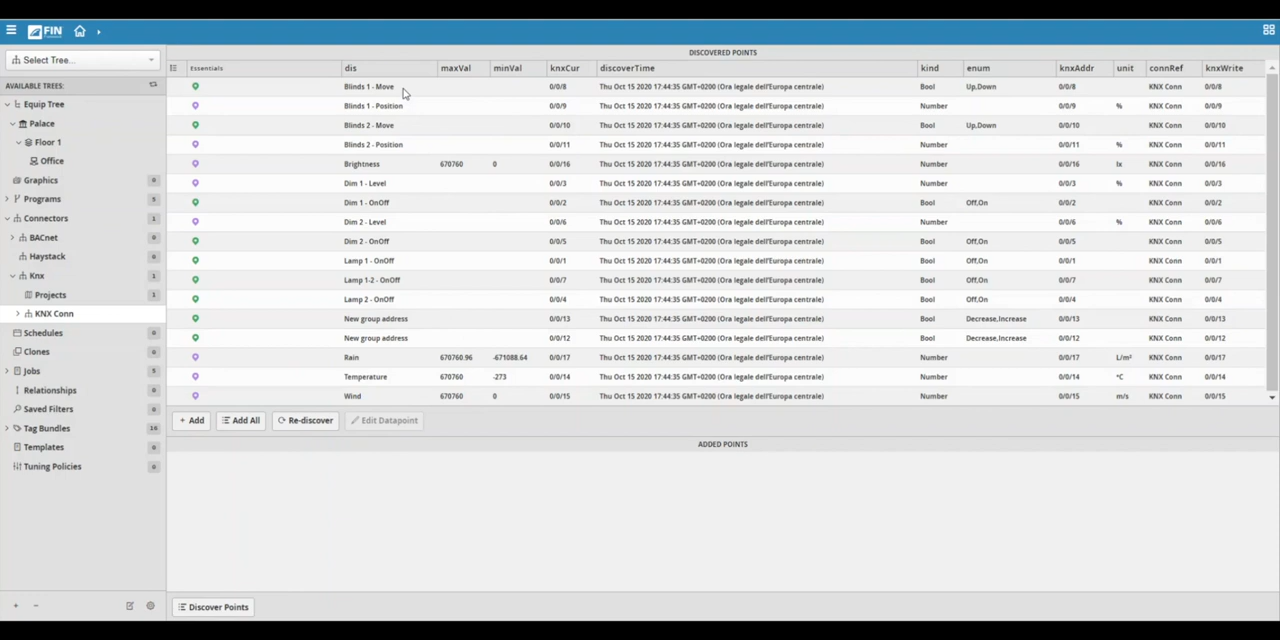 FIN
Select Tree...
DISCOVERED POINTS
Essentials dis maxVal minVal knxCur discoverTime kind enum knxAddr unit connRef knxWrite
AVAILABLE TREES:
Blinds 1 - Move 0/0/8 Thu Oct 15 2020 17:44:35 GMT+0200 (Ora legale dell'Europa centrale) Bool Up,Down 0/0/8 KNX Conn 0/0/8
Equip Tree
Blinds 1 - Position 0/0/9 Thu Oct 15 2020 17:44:35 GMT+0200 (Ora legale dell'Europa centrale) Number 0/0/9 % KNX Conn 0/0/9
Palace
Blinds 2 - Move 0/0/10 Thu Oct 15 2020 17:44:35 GMT+0200 (Ora legale dell'Europa centrale) Bool Up,Down 0/0/10 KNX Conn 0/0/10
Floor 1
Blinds 2 - Position 0/0/11 Thu Oct 15 2020 17:44:35 GMT+0200 (Ora legale dell'Europa centrale) Number 0/0/11 % KNX Conn 0/0/11
Office
Brightness 670760 0 0/0/16 Thu Oct 15 2020 17:44:35 GMT+0200 (Ora legale dell'Europa centrale) Number 0/0/16 lx KNX Conn 0/0/16
Graphics 0
Dim 1 - Level 0/0/3 Thu Oct 15 2020 17:44:35 GMT+0200 (Ora legale dell'Europa centrale) Number 0/0/3 % KNX Conn 0/0/3
Programs 5
Dim 1 - OnOff 0/0/2 Thu Oct 15 2020 17:44:35 GMT+0200 (Ora legale dell'Europa centrale) Bool Off,On 0/0/2 KNX Conn 0/0/2
Connectors 1
Dim 2 - Level 0/0/6 Thu Oct 15 2020 17:44:35 GMT+0200 (Ora legale dell'Europa centrale) Number 0/0/6 % KNX Conn 0/0/6
BACnet 0
Dim 2 - OnOff 0/0/5 Thu Oct 15 2020 17:44:35 GMT+0200 (Ora legale dell'Europa centrale) Bool Off,On 0/0/5 KNX Conn 0/0/5
Haystack 0
Lamp 1 - OnOff 0/0/1 Thu Oct 15 2020 17:44:35 GMT+0200 (Ora legale dell'Europa centrale) Bool Off,On 0/0/1 KNX Conn 0/0/1
Knx 1
Lamp 1-2 - OnOff 0/0/7 Thu Oct 15 2020 17:44:35 GMT+0200 (Ora legale dell'Europa centrale) Bool Off,On 0/0/7 KNX Conn 0/0/7
Projects 1
Lamp 2 - OnOff 0/0/4 Thu Oct 15 2020 17:44:35 GMT+0200 (Ora legale dell'Europa centrale) Bool Off,On 0/0/4 KNX Conn 0/0/4
KNX Conn
New group address 0/0/13 Thu Oct 15 2020 17:44:35 GMT+0200 (Ora legale dell'Europa centrale) Bool Decrease,Increase 0/0/13 KNX Conn 0/0/13
Schedules 0
New group address 0/0/12 Thu Oct 15 2020 17:44:35 GMT+0200 (Ora legale dell'Europa centrale) Bool Decrease,Increase 0/0/12 KNX Conn 0/0/12
Clones 0
Rain 670760.96 -671088.64 0/0/17 Thu Oct 15 2020 17:44:35 GMT+0200 (Ora legale dell'Europa centrale) Number 0/0/17 L/m² KNX Conn 0/0/17
Jobs 5
Temperature 670760 -273 0/0/14 Thu Oct 15 2020 17:44:35 GMT+0200 (Ora legale dell'Europa centrale) Number 0/0/14 °C KNX Conn 0/0/14
Relationships 0
Wind 670760 0 0/0/15 Thu Oct 15 2020 17:44:35 GMT+0200 (Ora legale dell'Europa centrale) Number 0/0/15 m/s KNX Conn 0/0/15
Saved Filters 0
+ Add Add All Re-discover Edit Datapoint
Tag Bundles 16
ADDED POINTS
Templates 0
Tuning Policies 0
Discover Points